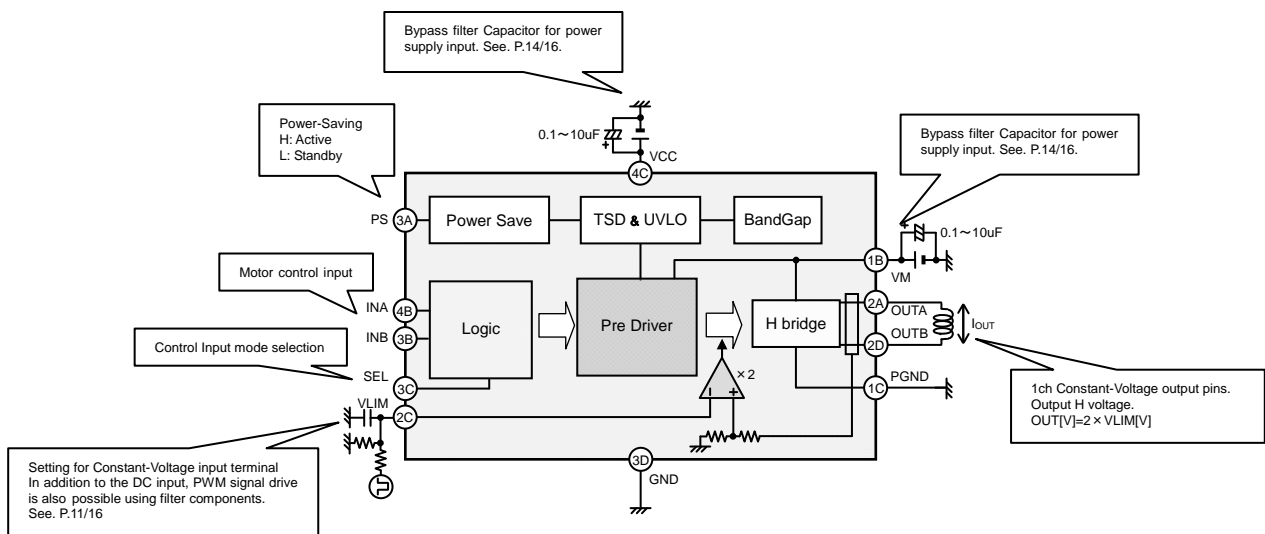 Bypass filter Capacitor for power
supply input. See. P.14/16.
Power-Saving
H: Active
L: Standby
0.1～10uF
+
VCC
4C
Bypass filter Capacitor for power
supply input. See. P.14/16.
PS
3A
Power Save
TSD & UVLO
BandGap
+
0.1～10uF
1B
VM
Motor control input
INA
4B
INB
3B
Logic
Pre Driver
H bridge
2A
OUTA
OUTB
2D
IOUT
Control Input mode selection
SEL
3C
×2
1C
PGND
VLIM
2C
1ch Constant-Voltage output pins.
Output H voltage.
OUT[V]=2×VLIM[V]
Setting for Constant-Voltage input terminal
In addition to the DC input, PWM signal drive
is also possible using filter components.
See. P.11/16
3D
GND